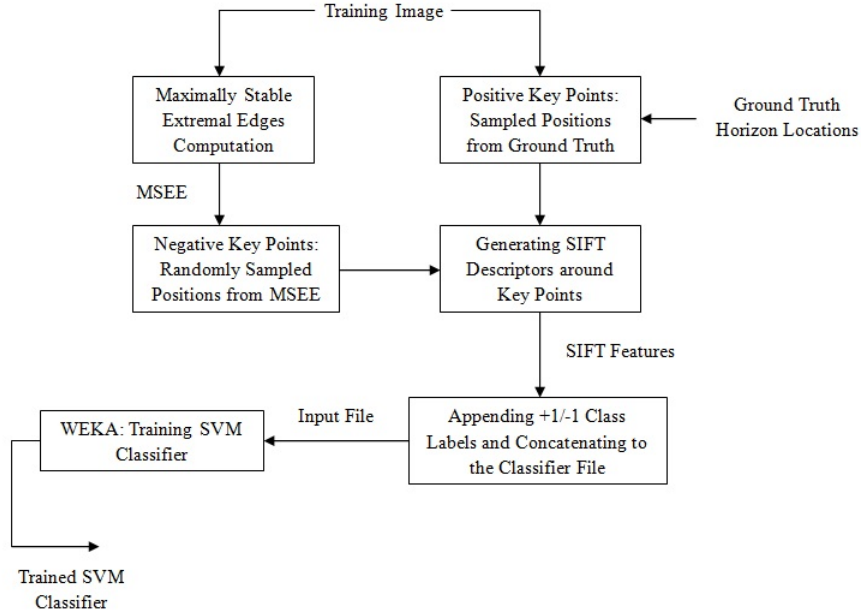 Training Image
Maximally Stable
Extremal Edges
Computation
Positive Key Points:
Sampled Positions
from Ground Truth
Ground Truth
Horizon Locations
MSEE
Negative Key Points:
Randomly Sampled
Positions from MSEE
Generating SIFT
Descriptors around
Key Points
SIFT Features
Appending +1/-1 Class
Labels and Concatenating to
the Classifier File
Input File
WEKA: Training SVM
Classifier
Trained SVM
Classifier